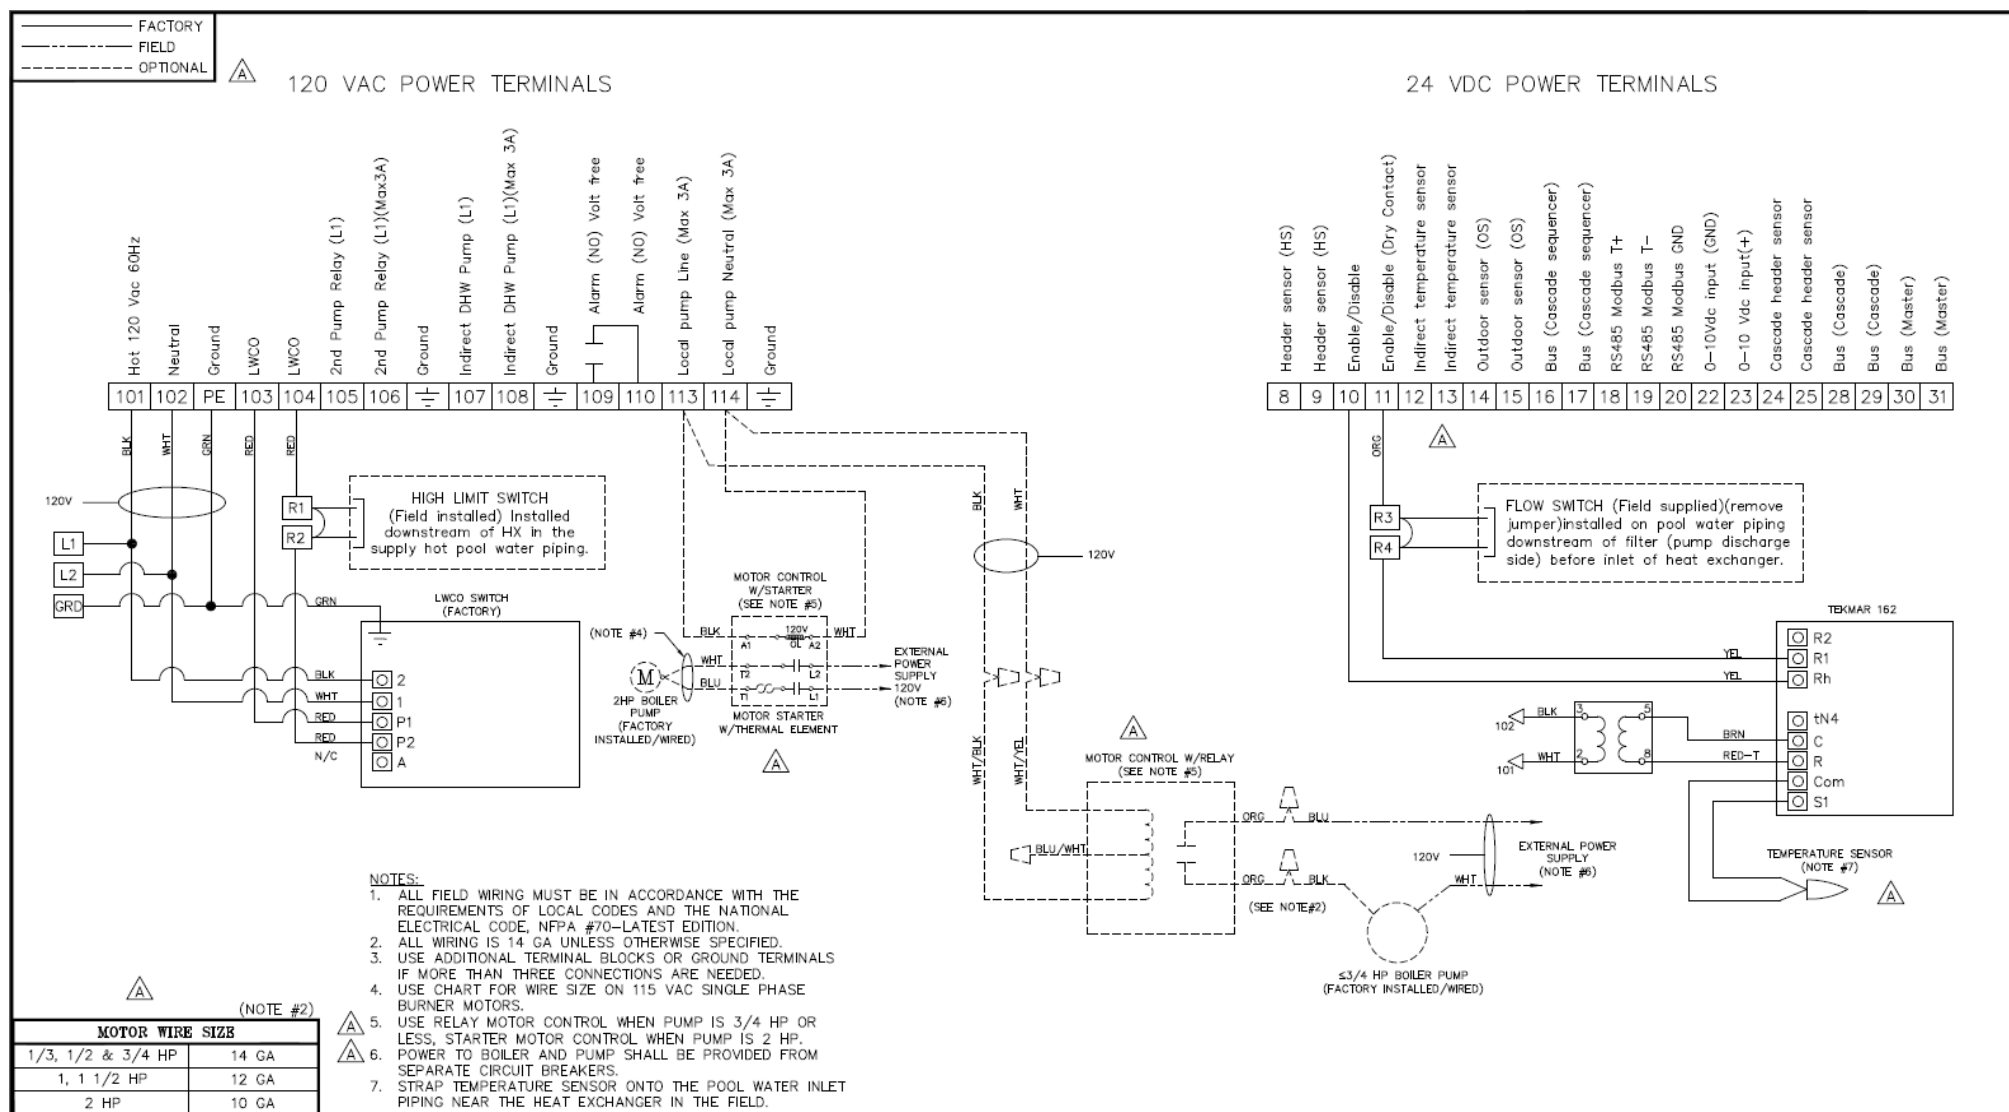 FACTORY
FIELD
OPTIONAL
A
120 VAC POWER TERMINALS
24 VDC POWER TERMINALS
Hot 120 Vac 60Hz
Neutral
Ground
LWCO
LWCO
2nd Pump Relay (L1)
2nd Pump Relay (L1)(Max3A)
Ground
Indirect DHW Pump (L1)
Indirect DHW Pump (L1)(Max 3A)
Ground
Alarm (NO) Volt free
Alarm (NO) Volt free
Local pump Line (Max 3A)
Local pump Neutral (Max 3A)
Ground
101 102 PE 103 104 105 106 107 108 109 110 113 114
Header sensor (HS)
Header sensor (HS)
Enable/Disable
Enable/Disable (Dry Contact)
Indirect temperature sensor
Indirect temperature sensor
Outdoor sensor (OS)
Outdoor sensor (OS)
Bus (Cascade sequencer)
Bus (Cascade sequencer)
RS485 Modbus T+
RS485 Modbus T-
RS485 Modbus GND
0-10Vdc input (GND)
0-10 Vdc input(+)
Cascade header sensor
Cascade header sensor
Bus (Cascade)
Bus (Cascade)
Bus (Master)
Bus (Master)
8 9 10 11 12 13 14 15 16 17 18 19 20 22 23 24 25 28 29 30 31
A
BLK
WHT
GRN
RED
RED
120V
L1
L2
GRD
R1
R2
HIGH LIMIT SWITCH
(Field installed) Installed
downstream of HX in the
supply hot pool water piping.
GRN
LWCO SWITCH
(FACTORY)
BLK 2
WHT 1
RED P1
RED P2
N/C A
MOTOR CONTROL
W/STARTER
(SEE NOTE #5)
(NOTE #4)
BLK
A1
120V
OL
A2
WHT
WHT
T2
L2
BLU
T1
L1
M
2HP BOILER
PUMP
(FACTORY
INSTALLED/WIRED)
MOTOR STARTER
W/THERMAL ELEMENT
A
EXTERNAL
POWER
SUPPLY
120V
(NOTE #6)
BLK
WHT
120V
WHT/BLK
WHT/YEL
A
MOTOR CONTROL W/RELAY
(SEE NOTE #5)
BLU/WHT
ORG
BLU
ORG
BLK
(SEE NOTE#2)
120V
WHT
EXTERNAL POWER
SUPPLY
(NOTE #6)
≤3/4 HP BOILER PUMP
(FACTORY INSTALLED/WIRED)
ORG
R3
R4
FLOW SWITCH (Field supplied)(remove
jumper)installed on pool water piping
downstream of filter (pump discharge
side) before inlet of heat exchanger.
TEKMAR 162
R2
YEL R1
YEL Rh
tN4
BRN C
RED-T R
Com
S1
102
BLK
3
5
101
WHT
2
8
TEMPERATURE SENSOR
(NOTE #7)
A
NOTES:
1. ALL FIELD WIRING MUST BE IN ACCORDANCE WITH THE
REQUIREMENTS OF LOCAL CODES AND THE NATIONAL
ELECTRICAL CODE, NFPA #70-LATEST EDITION.
2. ALL WIRING IS 14 GA UNLESS OTHERWISE SPECIFIED.
3. USE ADDITIONAL TERMINAL BLOCKS OR GROUND TERMINALS
IF MORE THAN THREE CONNECTIONS ARE NEEDED.
4. USE CHART FOR WIRE SIZE ON 115 VAC SINGLE PHASE
BURNER MOTORS.
A 5. USE RELAY MOTOR CONTROL WHEN PUMP IS 3/4 HP OR
LESS, STARTER MOTOR CONTROL WHEN PUMP IS 2 HP.
A 6. POWER TO BOILER AND PUMP SHALL BE PROVIDED FROM
SEPARATE CIRCUIT BREAKERS.
7. STRAP TEMPERATURE SENSOR ONTO THE POOL WATER INLET
PIPING NEAR THE HEAT EXCHANGER IN THE FIELD.
A
(NOTE #2)
MOTOR WIRE SIZE
1/3, 1/2 & 3/4 HP 14 GA
1, 1 1/2 HP 12 GA
2 HP 10 GA